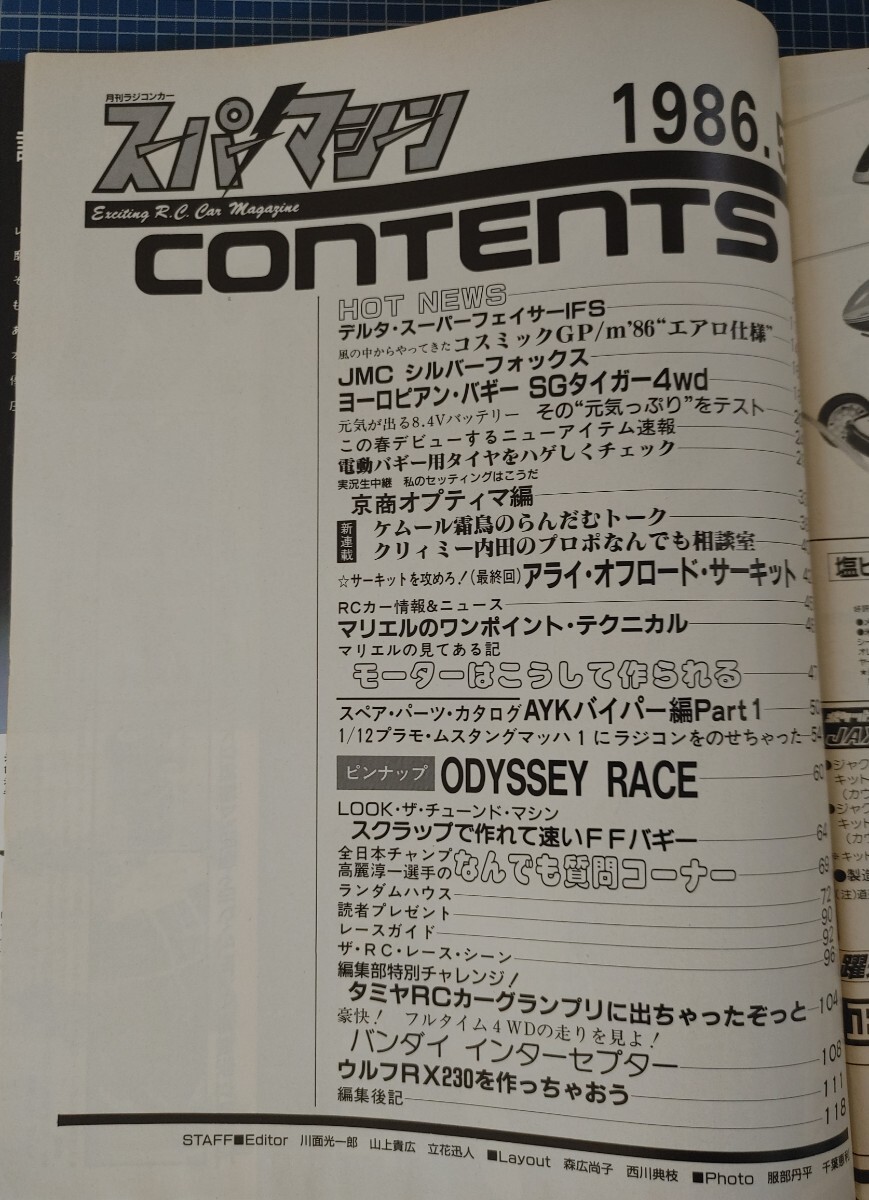 月刊ラジコンカー
スーパーマシーン
1986.5
Exciting R.C. Car Magazine
CONTENTS
HOT NEWS
デルタ・スーパーフェイサーIFS
風の中からやってきた コスミックGP/m'86“エアロ仕様”
JMC シルバーフォックス
ヨーロピアン・バギー SGタイガー4wd
元気が出る8.4Vバッテリー その“元気っぷり”をテスト
この春デビューするニューアイテム速報
電動バギー用タイヤをハゲしくチェック
実況生中継 私のセッティングはこうだ
京商オプティマ編
新連載
ケムール霜鳥のらんだむトーク
クリィミー内田のプロポなんでも相談室
☆サーキットを攻めろ!(最終回) アライ・オフロード・サーキット
RCカー情報&ニュース
マリエルのワンポイント・テクニカル
マリエルの見てある記
モーターはこうして作られる 47
スペア・パーツ・カタログ AYKバイパー編Part1 50
1/12プラモ・ムスタングマッハ1にラジコンをのせちゃった 54
ピンナップ ODYSSEY RACE 60
LOOK・ザ・チューンド・マシン
スクラップで作れて速いFFバギー 64
全日本チャンプ
高麗淳一選手の なんでも質問コーナー 69
ランダムハウス 72
読者プレゼント 90
レースガイド 92
ザ・RC・レース・シーン 96
編集部特別チャレンジ!
タミヤRCカーグランプリに出ちゃったぞっと 104
豪快! フルタイム4WDの走りを見よ!
バンダイ インターセプター 108
ウルフRX230を作っちゃおう 111
編集後記 118
STAFF■Editor 川面光一郎 山上貴広 立花迅人 ■Layout 森広尚子 西川典枝 ■Photo 服部丹平